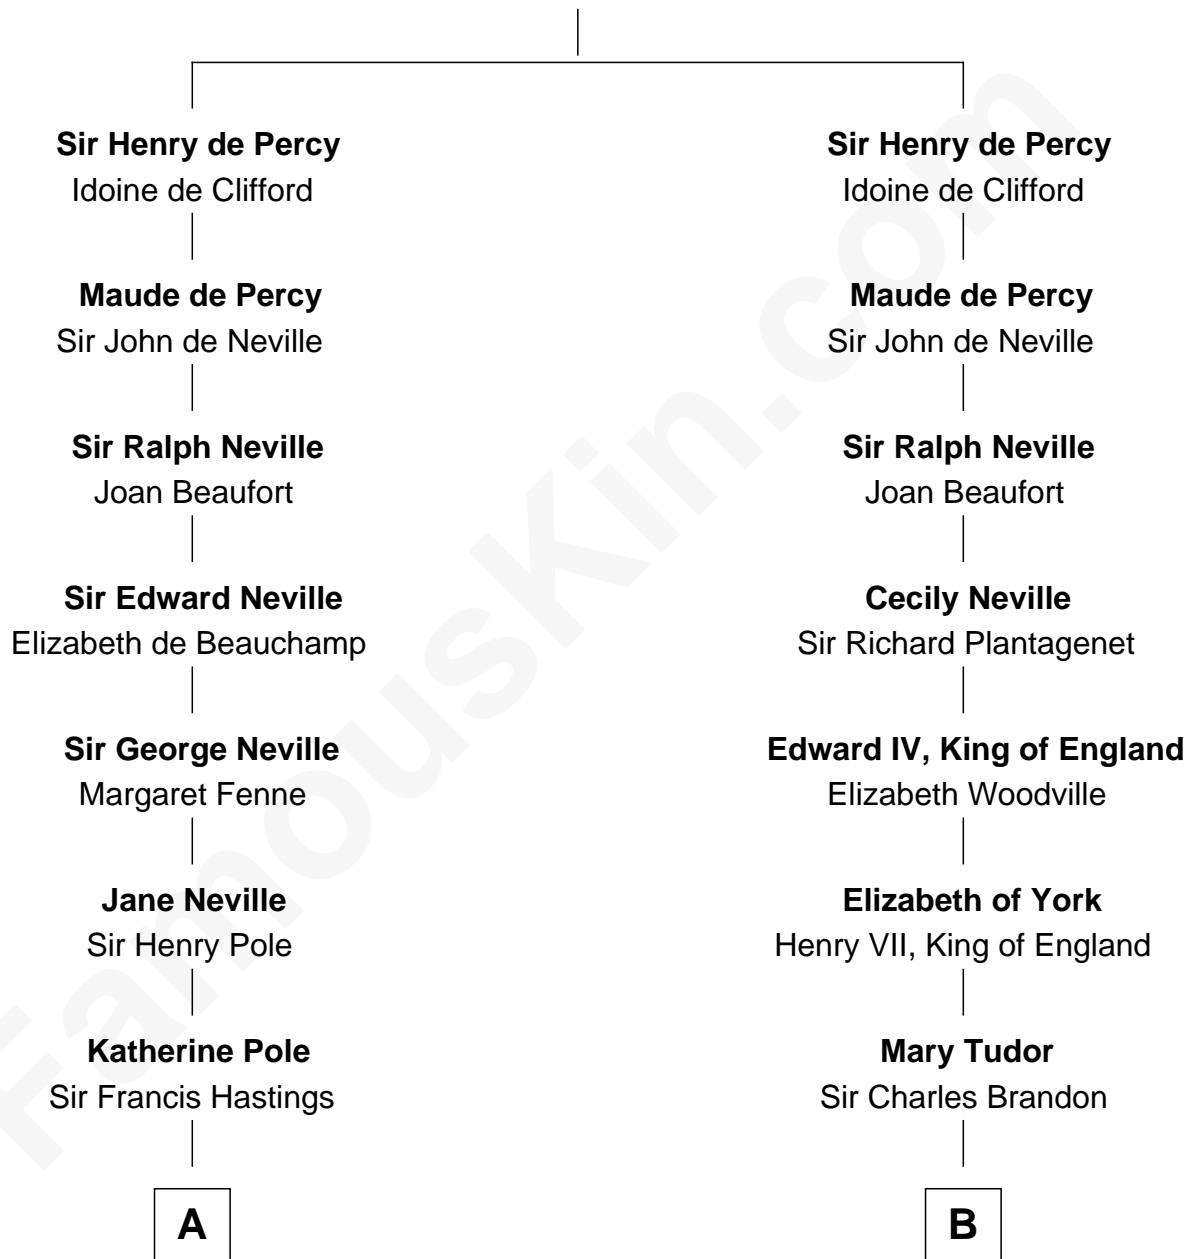 Sir Henry de Percy
Idoine de Clifford
Maude de Percy
Sir John de Neville
Sir Ralph Neville
Joan Beaufort
Sir Edward Neville
Elizabeth de Beauchamp
Sir George Neville
Margaret Fenne
Jane Neville
Sir Henry Pole
Katherine Pole
Sir Francis Hastings
A
Sir Henry de Percy
Idoine de Clifford
Maude de Percy
Sir John de Neville
Sir Ralph Neville
Joan Beaufort
Cecily Neville
Sir Richard Plantagenet
Edward IV, King of England
Elizabeth Woodville
Elizabeth of York
Henry VII, King of England
Mary Tudor
Sir Charles Brandon
B
FamousKin.com